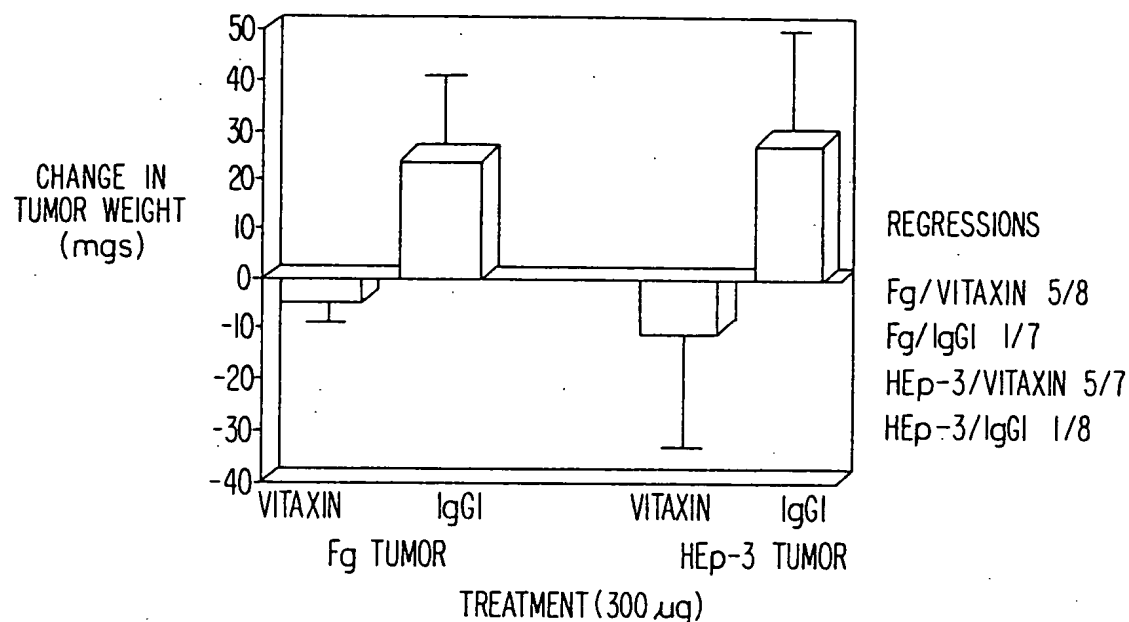 50
40
30
20
10
0
-10
-20
-30
-40
CHANGE IN
TUMOR WEIGHT
(mgs)
VITAXIN IgGI VITAXIN IgGI
Fg TUMOR HEp-3 TUMOR
TREATMENT (300 μg)
REGRESSIONS
Fg/VITAXIN 5/8
Fg/IgGI 1/7
HEp-3/VITAXIN 5/7
HEp-3/IgGI 1/8